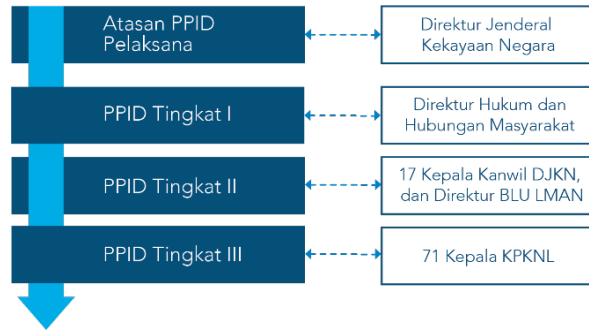 Atasan PPID
Pelaksana
Direktur Jenderal
Kekayaan Negara
PPID Tingkat I
Direktur Hukum dan
Hubungan Masyarakat
PPID Tingkat II
17 Kepala Kanwil DJKN,
dan Direktur BLU LMAN
PPID Tingkat III
71 Kepala KPKNL